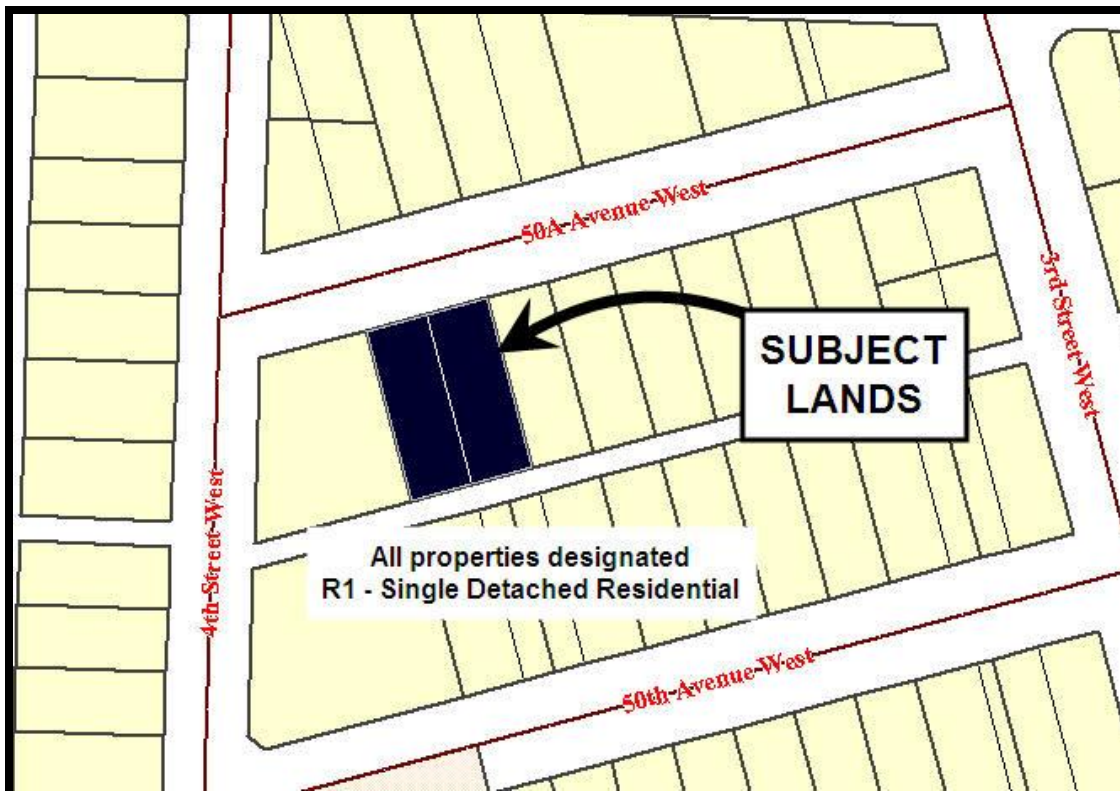 50A Avenue West
SUBJECT
LANDS
3rd Street West
4th Street West
All properties designated
R1 - Single Detached Residential
50th Avenue West